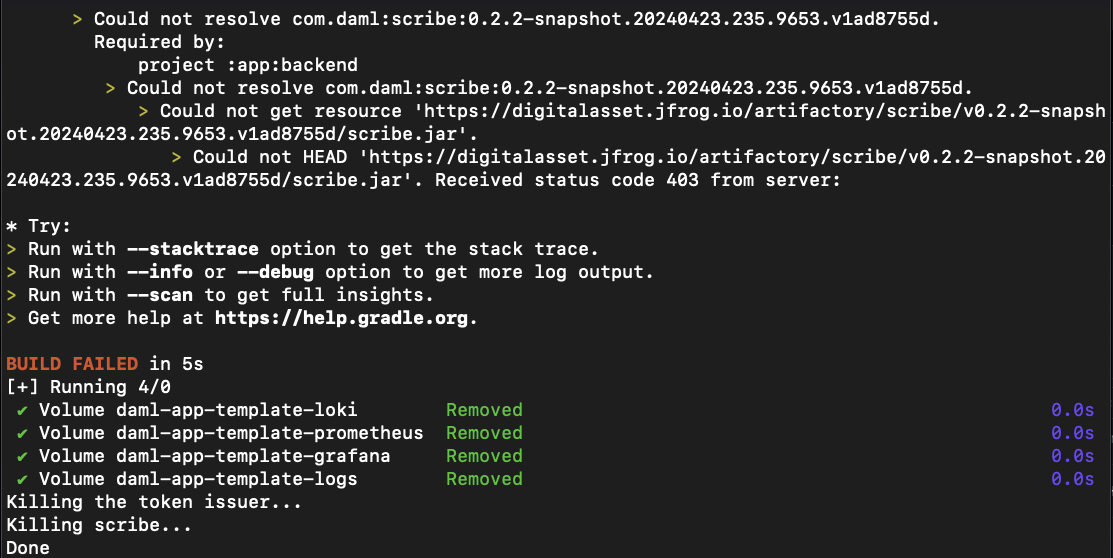 > Could not resolve com.daml:scribe:0.2.2-snapshot.20240423.235.9653.v1ad8755d.
Required by:
project :app:backend
> Could not resolve com.daml:scribe:0.2.2-snapshot.20240423.235.9653.v1ad8755d.
> Could not get resource 'https://digitalasset.jfrog.io/artifactory/scribe/v0.2.2-snapsh
ot.20240423.235.9653.v1ad8755d/scribe.jar'.
> Could not HEAD 'https://digitalasset.jfrog.io/artifactory/scribe/v0.2.2-snapshot.20
240423.235.9653.v1ad8755d/scribe.jar'. Received status code 403 from server:
* Try:
> Run with --stacktrace option to get the stack trace.
> Run with --info or --debug option to get more log output.
> Run with --scan to get full insights.
> Get more help at https://help.gradle.org.
BUILD FAILED in 5s
[+] Running 4/0
✔ Volume daml-app-template-loki Removed 0.0s
✔ Volume daml-app-template-prometheus Removed 0.0s
✔ Volume daml-app-template-grafana Removed 0.0s
✔ Volume daml-app-template-logs Removed 0.0s
Killing the token issuer...
Killing scribe...
Done